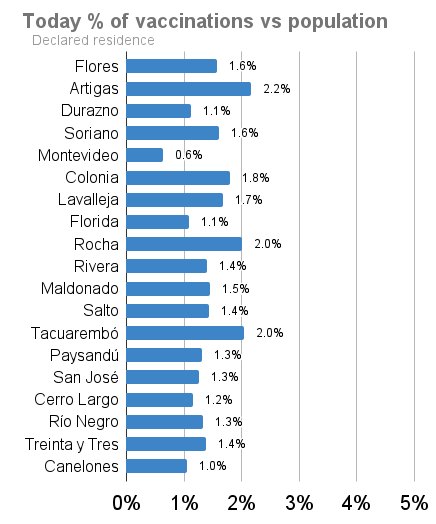 Today % of vaccinations vs population
Declared residence
Flores 1.6%
Artigas 2.2%
Durazno 1.1%
Soriano 1.6%
Montevideo 0.6%
Colonia 1.8%
Lavalleja 1.7%
Florida 1.1%
Rocha 2.0%
Rivera 1.4%
Maldonado 1.5%
Salto 1.4%
Tacuarembó 2.0%
Paysandú 1.3%
San José 1.3%
Cerro Largo 1.2%
Río Negro 1.3%
Treinta y Tres 1.4%
Canelones 1.0%
0% 1% 2% 3% 4% 5%